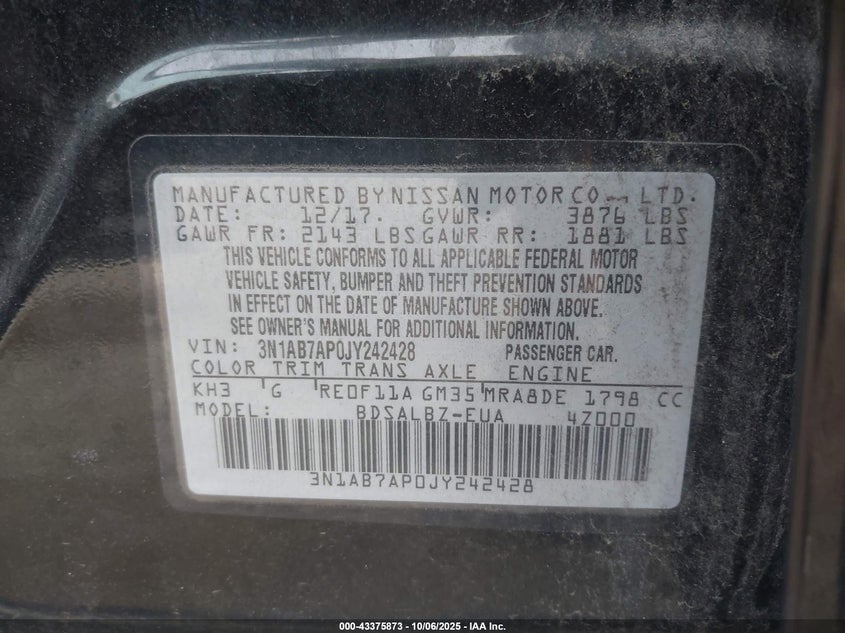 MANUFACTURED BY NISSAN MOTOR CO., LTD.
DATE: 12/17. GVWR: 3876 LBS
GAWR FR: 2143 LBS GAWR RR: 1881 LBS
THIS VEHICLE CONFORMS TO ALL APPLICABLE FEDERAL MOTOR
VEHICLE SAFETY, BUMPER AND THEFT PREVENTION STANDARDS
IN EFFECT ON THE DATE OF MANUFACTURE SHOWN ABOVE.
SEE OWNER'S MANUAL FOR ADDITIONAL INFORMATION.
VIN: 3N1AB7AP0JY242428 PASSENGER CAR.
COLOR TRIM TRANS AXLE ENGINE
KH3 G RE0F11A GM35 MRA8DE 1798 CC
MODEL: BDSALBZ-EUA 4Z000
3N1AB7AP0JY242428
000-43375873 - 10/06/2025 - IAA Inc.